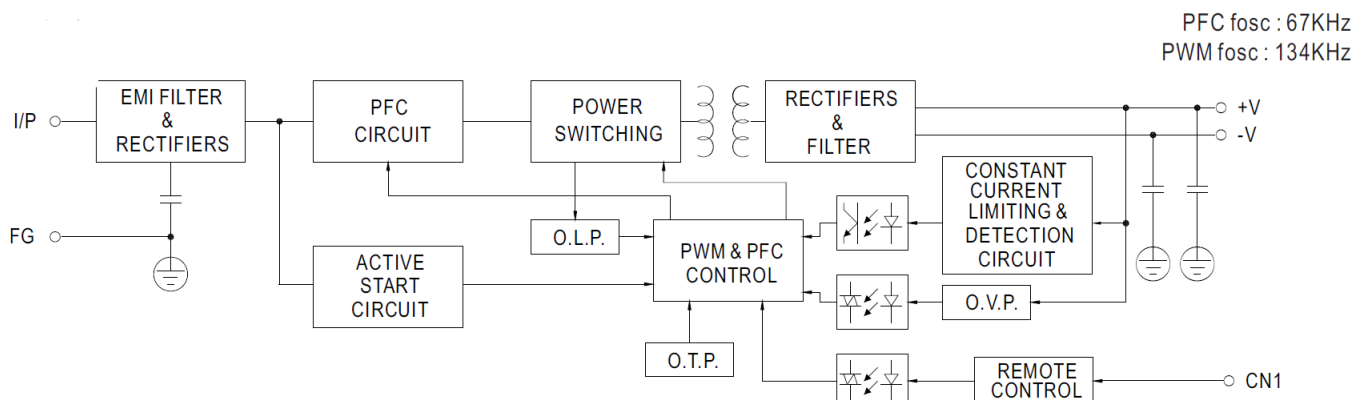 PFC fosc : 67KHz
PWM fosc : 134KHz
I/P
EMI FILTER
&
RECTIFIERS
PFC
CIRCUIT
POWER
SWITCHING
RECTIFIERS
&
FILTER
+V
-V
FG
O.L.P.
PWM & PFC
CONTROL
CONSTANT
CURRENT
LIMITING &
DETECTION
CIRCUIT
ACTIVE
START
CIRCUIT
O.V.P.
O.T.P.
REMOTE
CONTROL
CN1